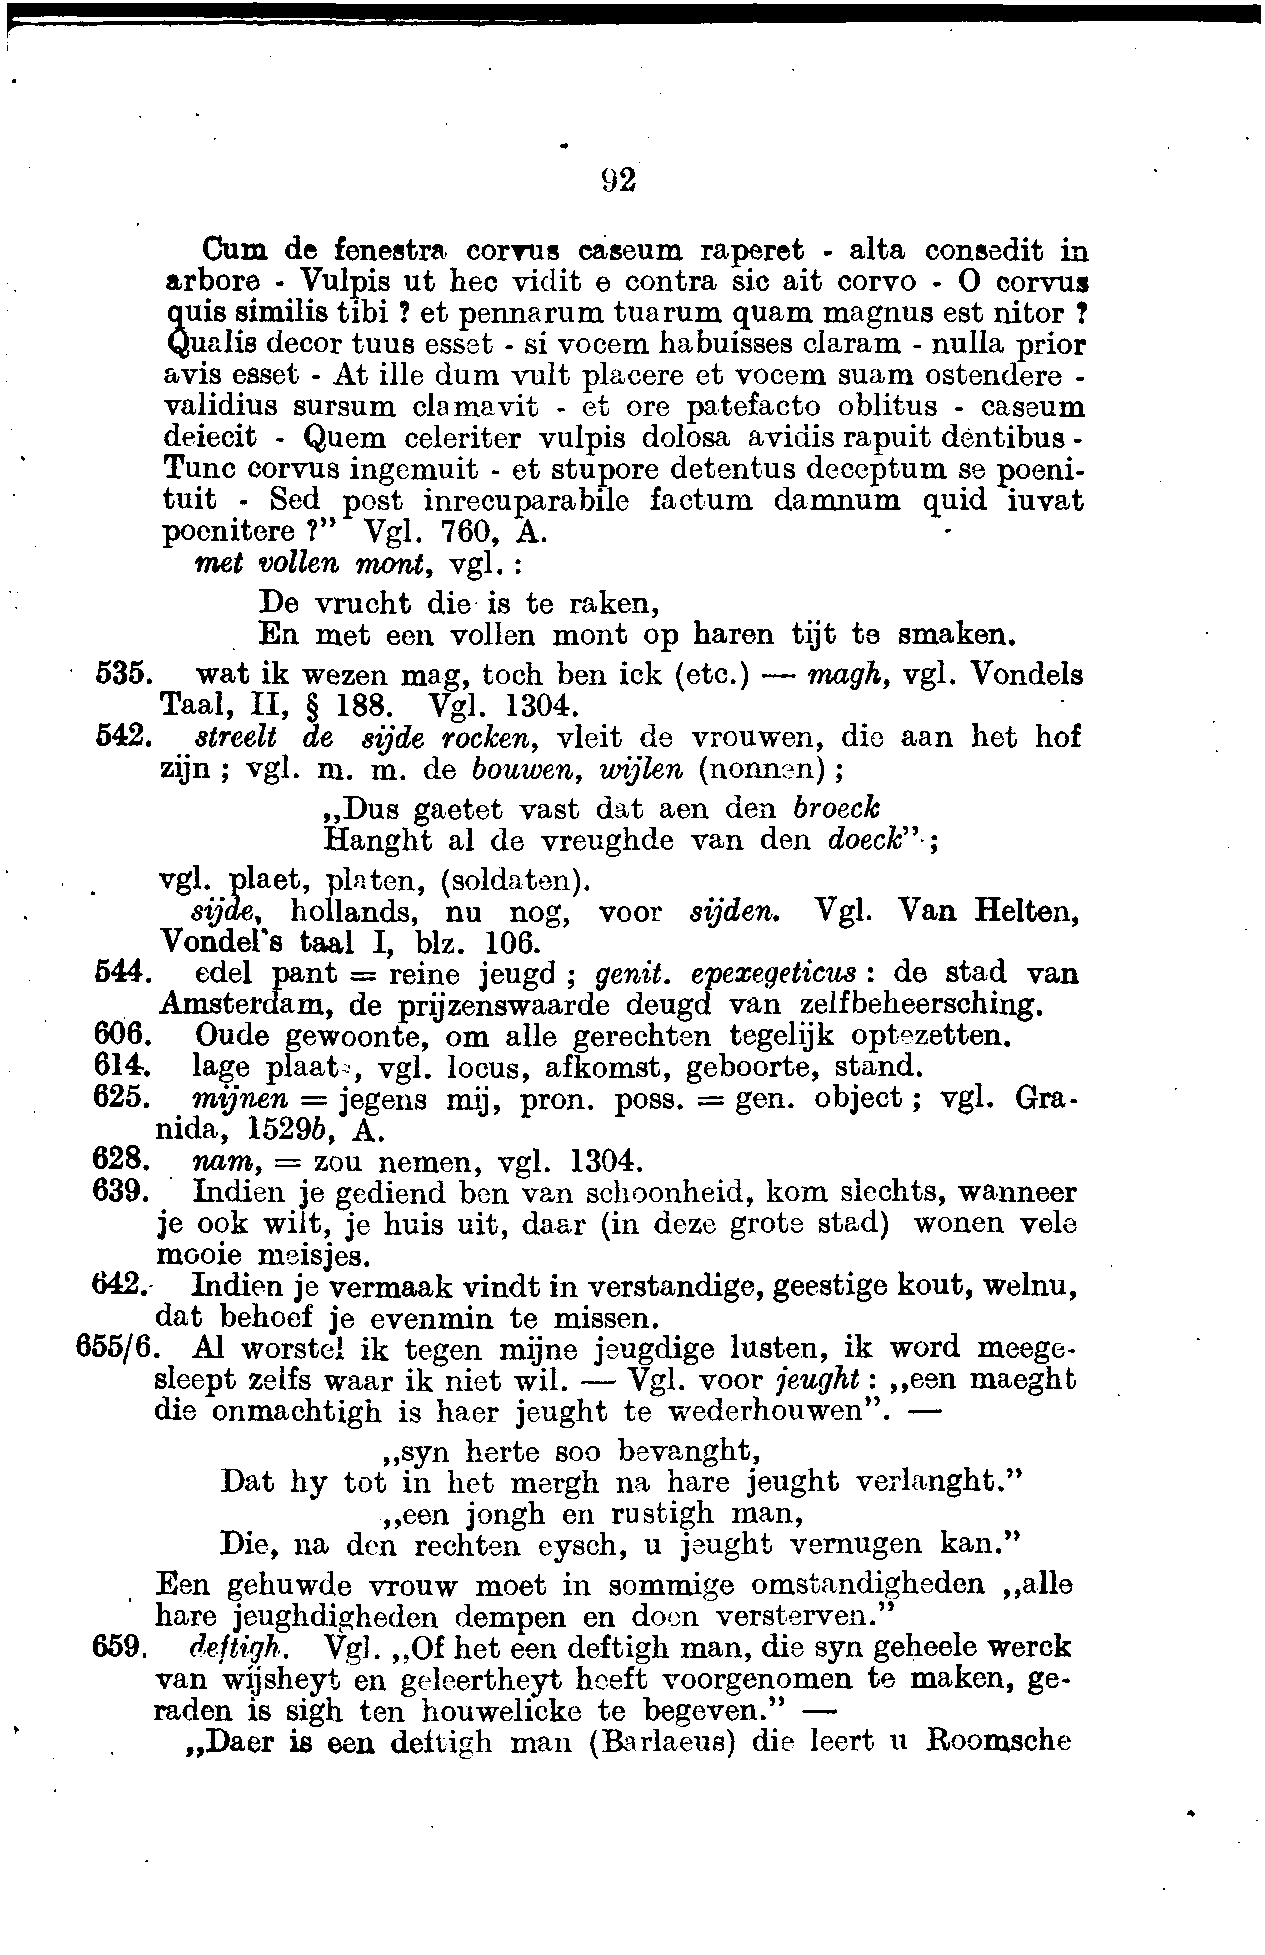 92
Cum de fenestra corvus caseum raperet - alta consedit in
arbore - Vulpis ut hec vidit e contra sic ait corvo - O corvus
quis similis tibi ? et pennarum tuarum quam magnus est nitor ?
Qualis decor tuus esset - si vocem habuisses claram - nulla prior
avis esset - At ille dum vult placere et vocem suam ostendere -
validius sursum clamavit - et ore patefacto oblitus - caseum
deiecit - Quem celeriter vulpis dolosa avidis rapuit dentibus -
Tunc corvus ingemuit - et stupore detentus deceptum se poeni-
tuit - Sed post inrecuparabile factum damnum quid iuvat
poenitere ?” Vgl. 760, A.
met vollen mont, vgl. :
De vrucht die is te raken,
En met een vollen mont op haren tijt te smaken.
535. wat ik wezen mag, toch ben ick (etc.) — magh, vgl. Vondels
Taal, II, § 188. Vgl. 1304.
542. streelt de sijde rocken, vleit de vrouwen, die aan het hof
zijn ; vgl. m. m. de bouwen, wijlen (nonnen) ;
„Dus gaetet vast dat aen den broeck
Hanght al de vreughde van den doeck” ;
vgl. plaet, platen, (soldaten).
sijde, hollands, nu nog, voor sijden. Vgl. Van Helten,
Vondel's taal I, blz. 106.
544. edel pant = reine jeugd ; genit. epexegeticus : de stad van
Amsterdam, de prijzenswaarde deugd van zelfbeheersching.
606. Oude gewoonte, om alle gerechten tegelijk optezetten.
614. lage plaats, vgl. locus, afkomst, geboorte, stand.
625. mijnen = jegens mij, pron. poss. = gen. object ; vgl. Gra-
nida, 1529b, A.
628. nam, = zou nemen, vgl. 1304.
639. Indien je gediend ben van schoonheid, kom slechts, wanneer
je ook wilt, je huis uit, daar (in deze grote stad) wonen vele
mooie meisjes.
642. Indien je vermaak vindt in verstandige, geestige kout, welnu,
dat behoef je evenmin te missen.
655/6. Al worstel ik tegen mijne jeugdige lusten, ik word meege-
sleept zelfs waar ik niet wil. — Vgl. voor jeught : „een maeght
die onmachtigh is haer jeught te wederhouwen”. —
„syn herte soo bevanght,
Dat hy tot in het mergh na hare jeught verlanght.”
„een jongh en rustigh man,
Die, na den rechten eysch, u jeught vernugen kan.”
Een gehuwde vrouw moet in sommige omstandigheden „alle
hare jeughdigheden dempen en doen versterven.”
659. deftigh. Vgl. „Of het een deftigh man, die syn geheele werck
van wijsheyt en geleertheyt heeft voorgenomen te maken, ge-
raden is sigh ten houwelicke te begeven.” —
„Daer is een deftigh man (Barlaeus) die leert u Roomsche